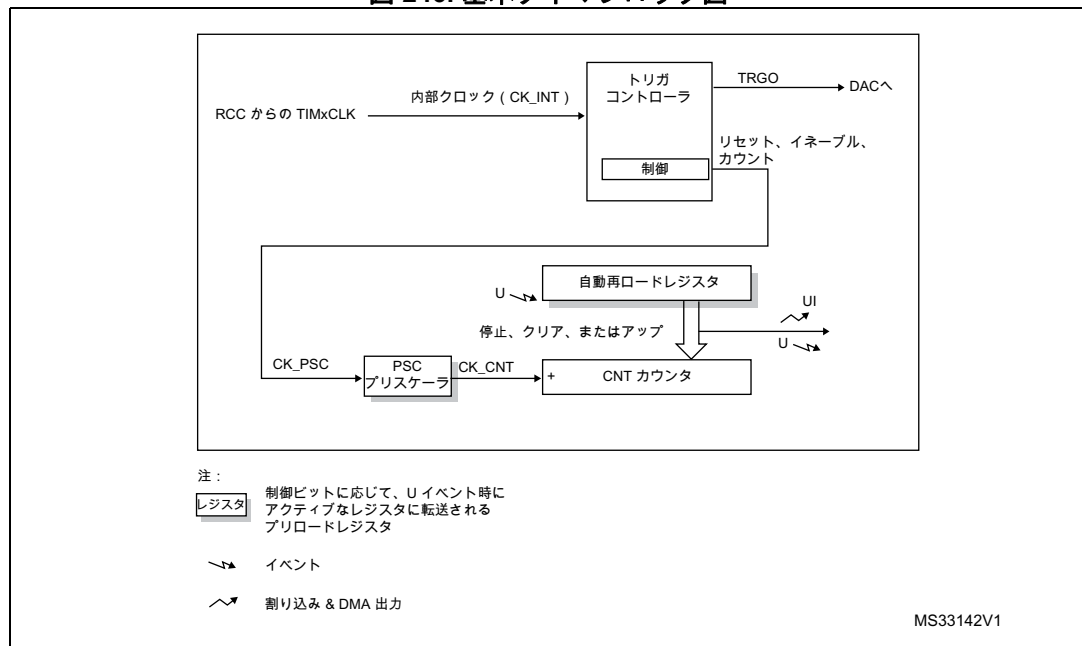 RCC からの TIMxCLK
内部クロック ( CK_INT )
トリガ
コントローラ
制御
TRGO
DACへ
リセット、イネーブル、
カウント
自動再ロードレジスタ
U
停止、クリア、またはアップ
UI
U
CK_PSC
PSC
プリスケーラ
CK_CNT
+
CNT カウンタ
注 :
レジスタ
制御ビットに応じて、U イベント時に
アクティブなレジスタに転送される
プリロードレジスタ
イベント
割り込み & DMA 出力
MS33142V1